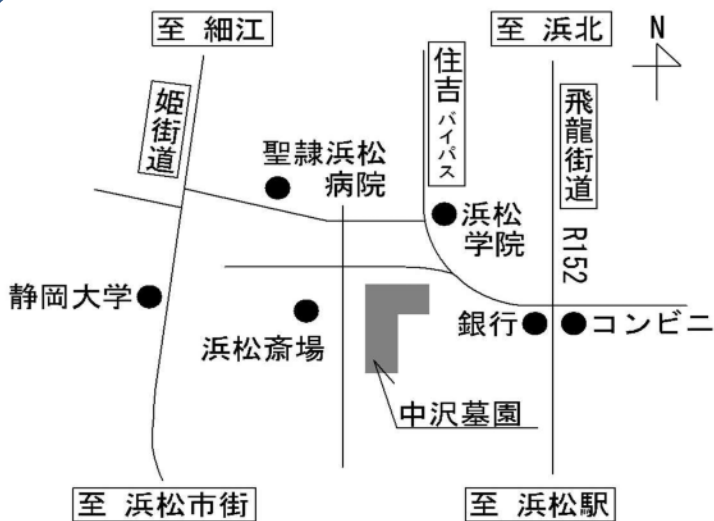 至 細江
至 浜北
N
姫街道
住吉
バイパス
飛龍街道
聖隷浜松
病院
浜松
学院
R152
静岡大学
浜松斎場
銀行
コンビニ
中沢墓園
至 浜松市街
至 浜松駅